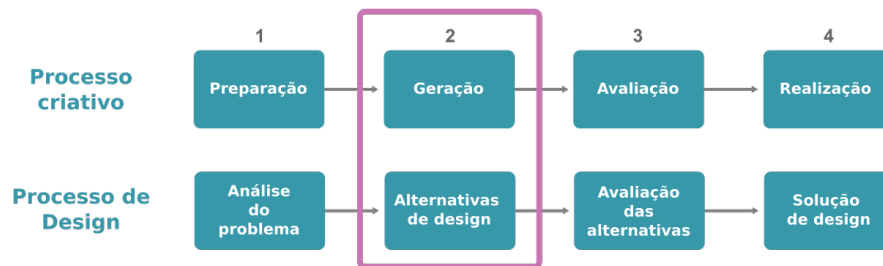 1
2
3
4
Processo
criativo
Preparação
Geração
Avaliação
Realização
Processo de
Design
Análise
do
problema
Alternativas
de design
Avaliação
das
alternativas
Solução
de design